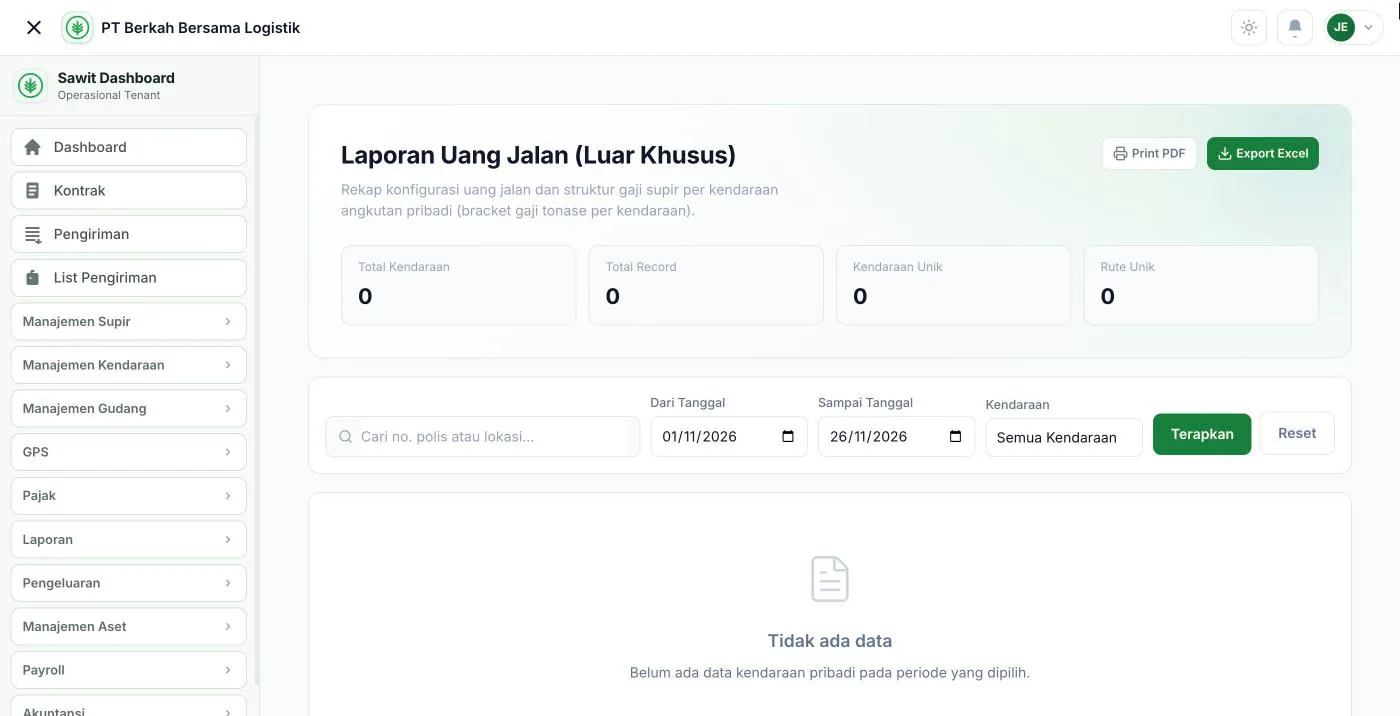 PT Berkah Bersama Logistik
JE
Sawit Dashboard
Operasional Tenant
Dashboard
Kontrak
Pengiriman
List Pengiriman
Manajemen Supir
Manajemen Kendaraan
Manajemen Gudang
GPS
Pajak
Laporan
Pengeluaran
Manajemen Aset
Payroll
Akuntansi
Laporan Uang Jalan (Luar Khusus)
Print PDF
Export Excel
Rekap konfigurasi uang jalan dan struktur gaji supir per kendaraan
angkutan pribadi (bracket gaji tonase per kendaraan).
Total Kendaraan
0
Total Record
0
Kendaraan Unik
0
Rute Unik
0
Cari no. polis atau lokasi...
Dari Tanggal
01/11/2026
Sampai Tanggal
26/11/2026
Kendaraan
Semua Kendaraan
Terapkan
Reset
Tidak ada data
Belum ada data kendaraan pribadi pada periode yang dipilih.